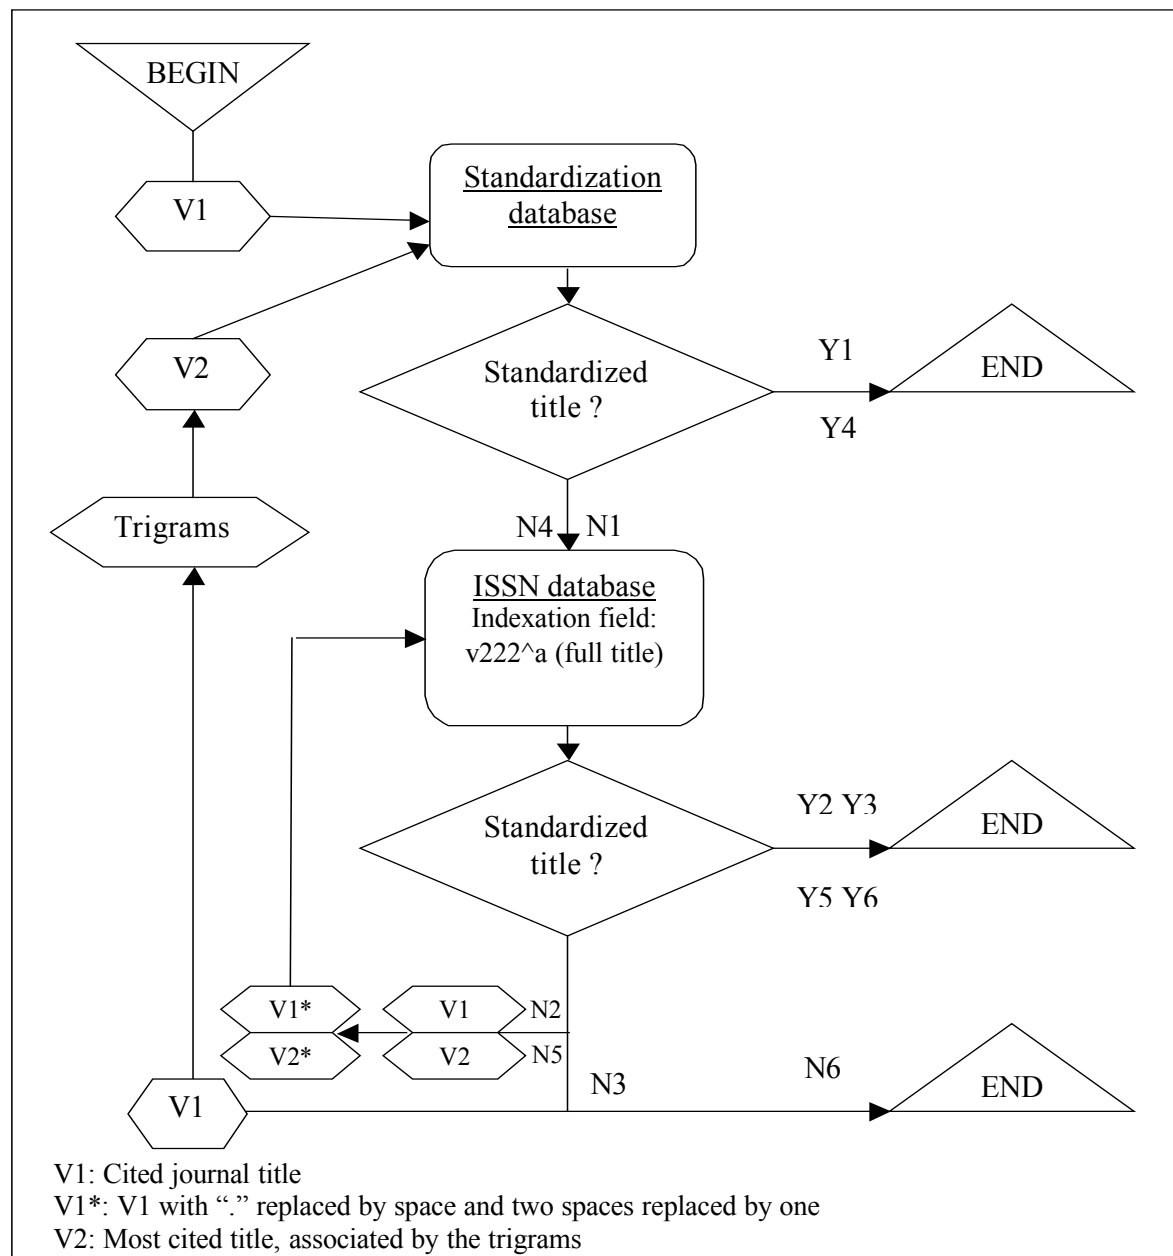 BEGIN
V1
Standardization
database
V2
Standardized
title ?
Y1
Y4
END
Trigrams
N4 N1
ISSN database
Indexation field:
v222^a (full title)
Standardized
title ?
Y2 Y3
Y5 Y6
END
V1*
V1
N2
V2*
V2
N5
V1
N3
N6
END
V1: Cited journal title
V1*: V1 with “.” replaced by space and two spaces replaced by one
V2: Most cited title, associated by the trigrams